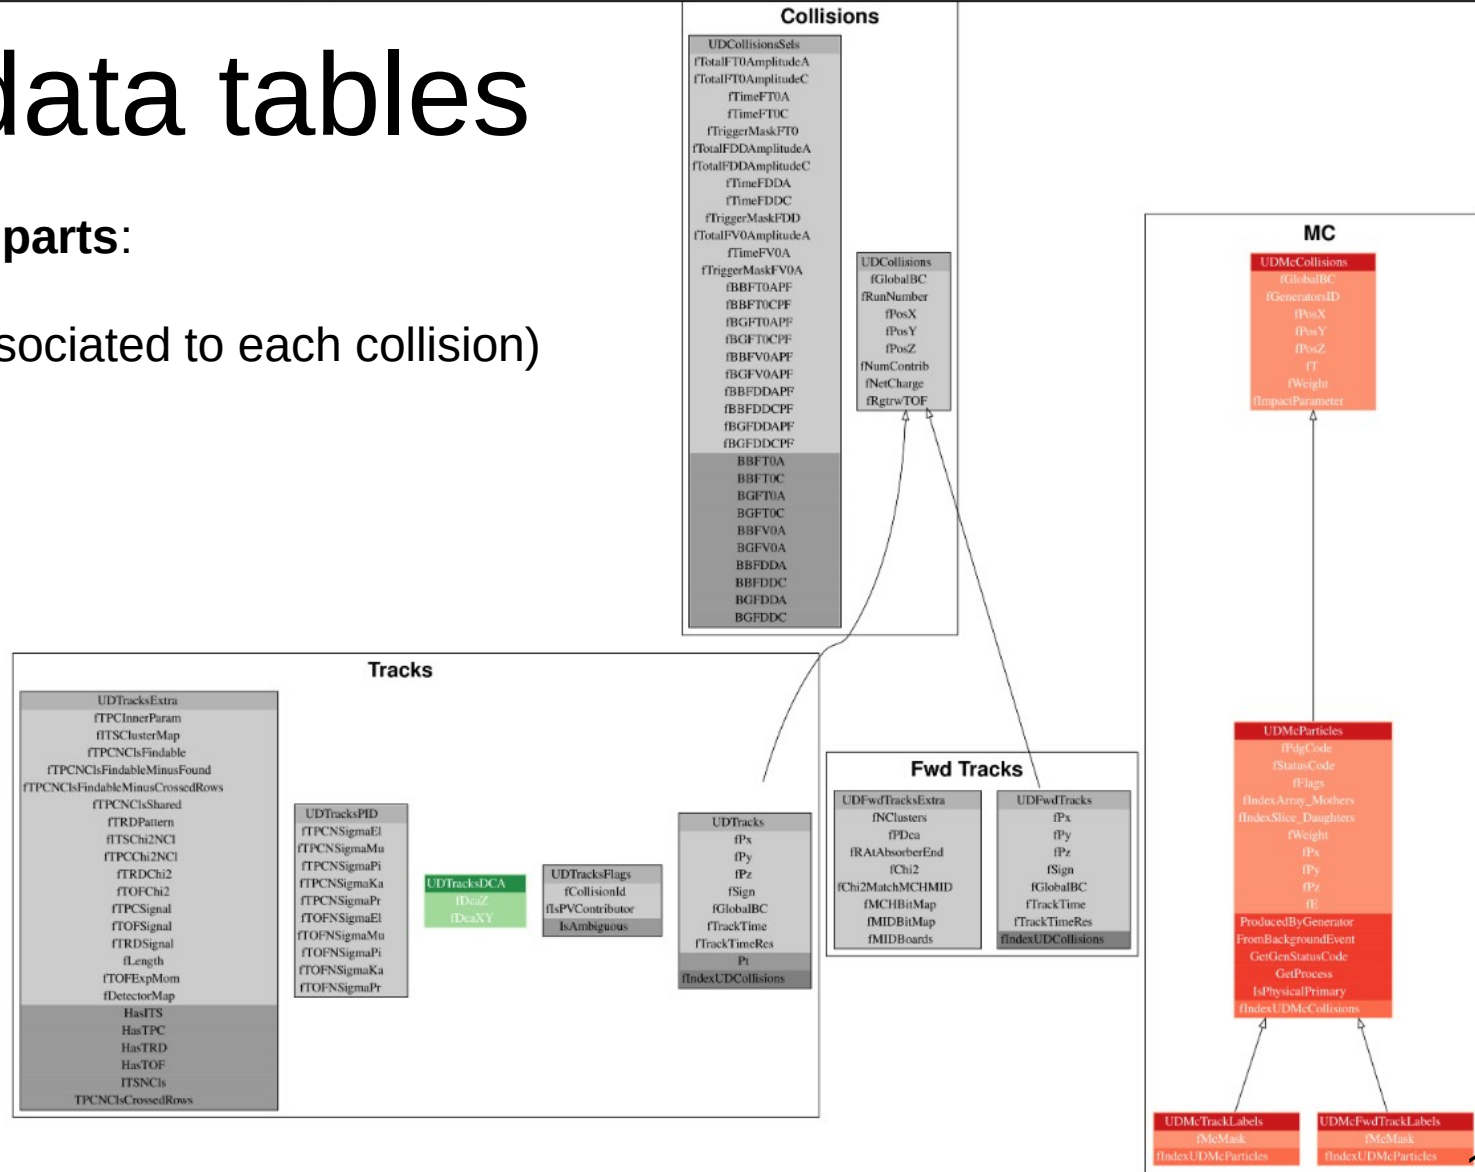 data tables
parts:
sociated to each collision)
Collisions
UDCollisionsSels
fTotalFT0AmplitudeA
fTotalFT0AmplitudeC
fTimeFT0A
fTimeFT0C
fTriggerMaskFT0
fTotalFDDAmplitudeA
fTotalFDDAmplitudeC
fTimeFDDA
fTimeFDDC
fTriggerMaskFDD
fTotalFV0AmplitudeA
fTimeFV0A
fTriggerMaskFV0A
fBBFT0APF
fBBFT0CPF
fBGFT0APF
fBGFT0CPF
fBBFV0APF
fBGFV0APF
fBBFDDAPF
fBBFDDCPF
fBGFDDAPF
fBGFDDCPF
BBFT0A
BBFT0C
BGFT0A
BGFT0C
BBFV0A
BGFV0A
BBFDDA
BBFDDC
BGFDDA
BGFDDC
UDCollisions
fGlobalBC
fRunNumber
fPosX
fPosY
fPosZ
fNumContrib
fNetCharge
fRgtrwTOF
Tracks
UDTracksExtra
fTPCInnerParam
fITSClusterMap
fTPCNClsFindable
fTPCNClsFindableMinusFound
fTPCNClsFindableMinusCrossedRows
fTPCNClsShared
fTRDPattern
fITSChi2NCl
fTPCChi2NCl
fTRDChi2
fTOFChi2
fTPCSignal
fTOFSignal
fTRDSignal
fLength
fTOFExpMom
fDetectorMap
HasITS
HasTPC
HasTRD
HasTOF
ITSNCls
TPCNClsCrossedRows
UDTracksPID
fTPCNSigmaEl
fTPCNSigmaMu
fTPCNSigmaPi
fTPCNSigmaKa
fTPCNSigmaPr
fTOFNSigmaEl
fTOFNSigmaMu
fTOFNSigmaPi
fTOFNSigmaKa
fTOFNSigmaPr
UDTracksDCA
fDcaZ
fDcaXY
UDTracksFlags
fCollisionId
fIsPVContributor
IsAmbiguous
UDTracks
fPx
fPy
fPz
fSign
fGlobalBC
fTrackTime
fTrackTimeRes
Pt
fIndexUDCollisions
Fwd Tracks
UDFwdTracksExtra
fNClusters
fPDca
fRAtAbsorberEnd
fChi2
fChi2MatchMCHMID
fMCHBitMap
fMIDBitMap
fMIDBoards
UDFwdTracks
fPx
fPy
fPz
fSign
fGlobalBC
fTrackTime
fTrackTimeRes
fIndexUDCollisions
MC
UDMcCollisions
fGlobalBC
fGeneratorsID
fPosX
fPosY
fPosZ
fT
fWeight
fImpactParameter
UDMcParticles
fPdgCode
fStatusCode
fFlags
fIndexArray_Mothers
fIndexSlice_Daughters
fWeight
fPx
fPy
fPz
fE
ProducedByGenerator
FromBackgroundEvent
GetGenStatusCode
GetProcess
IsPhysicalPrimary
fIndexUDMcCollisions
UDMcTrackLabels
fMcMask
fIndexUDMcParticles
UDMcFwdTrackLabels
fMcMask
fIndexUDMcParticles